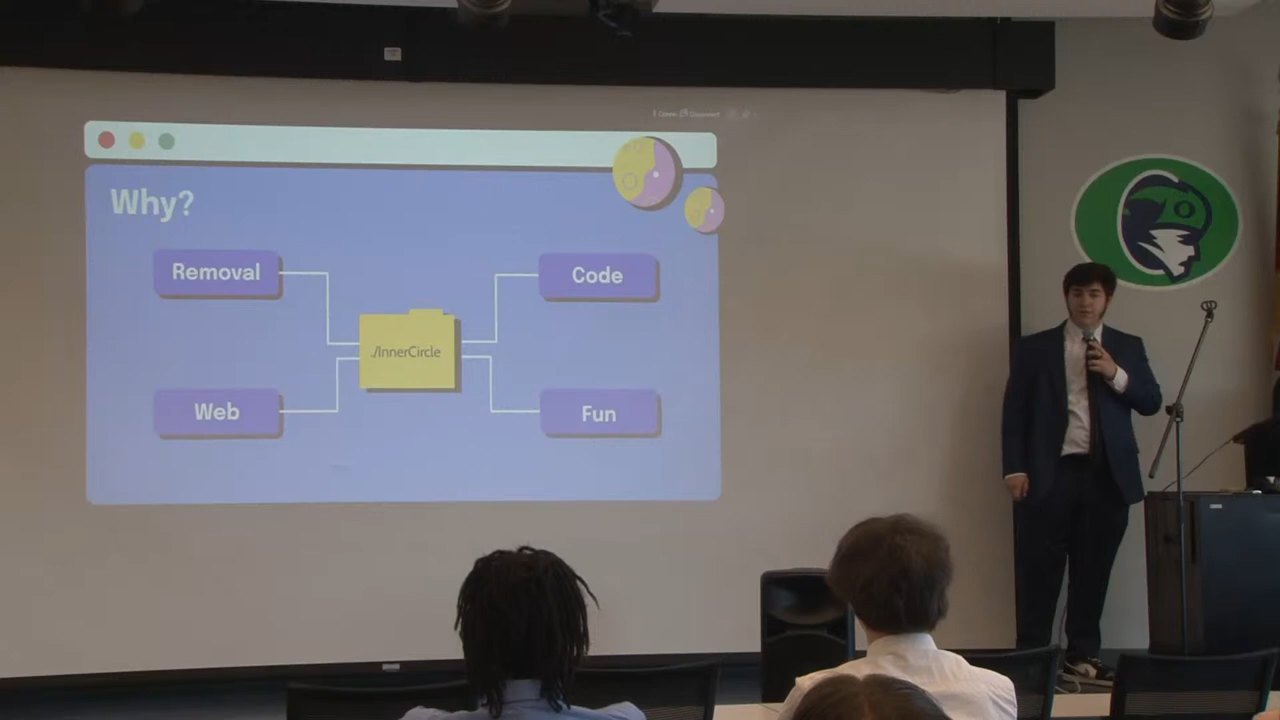 Why?
Removal
Code
./InnerCircle
Web
Fun